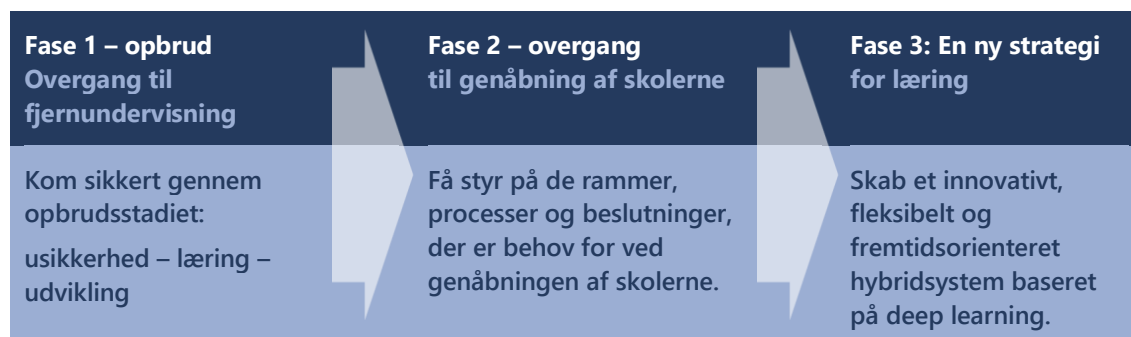 Fase 1 – opbrud
Overgang til
fjernundervisning
Kom sikkert gennem
opbrudsstadiet:
usikkerhed – læring –
udvikling
Fase 2 – overgang
til genåbning af skolerne
Få styr på de rammer,
processer og beslutninger,
der er behov for ved
genåbningen af skolerne.
Fase 3: En ny strategi
for læring
Skab et innovativt,
fleksibelt og
fremtidsorienteret
hybridsystem baseret
på deep learning.